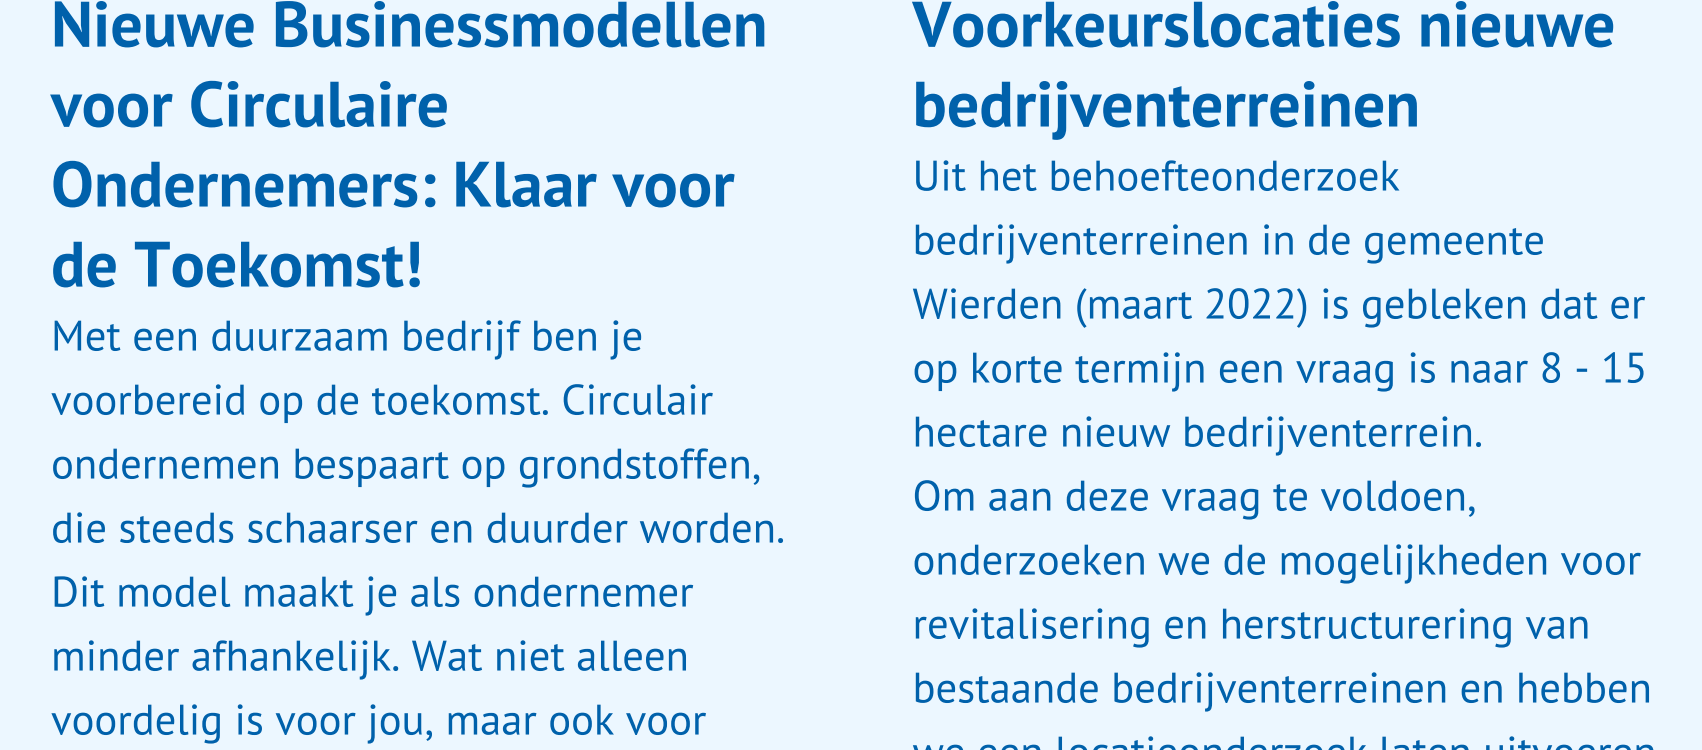 Nieuwe Businessmodellen
voor Circulaire
Ondernemers: Klaar voor
de Toekomst!
Met een duurzaam bedrijf ben je
voorbereid op de toekomst. Circulair
ondernemen bespaart op grondstoffen,
die steeds schaarser en duurder worden.
Dit model maakt je als ondernemer
minder afhankelijk. Wat niet alleen
voordelig is voor jou, maar ook voor
Voorkeurslocaties nieuwe
bedrijventerreinen
Uit het behoefteonderzoek
bedrijventerreinen in de gemeente
Wierden (maart 2022) is gebleken dat er
op korte termijn een vraag is naar 8 - 15
hectare nieuw bedrijventerrein.
Om aan deze vraag te voldoen,
onderzoeken we de mogelijkheden voor
revitalisering en herstructurering van
bestaande bedrijventerreinen en hebben
we een locatieonderzoek laten uitvoeren